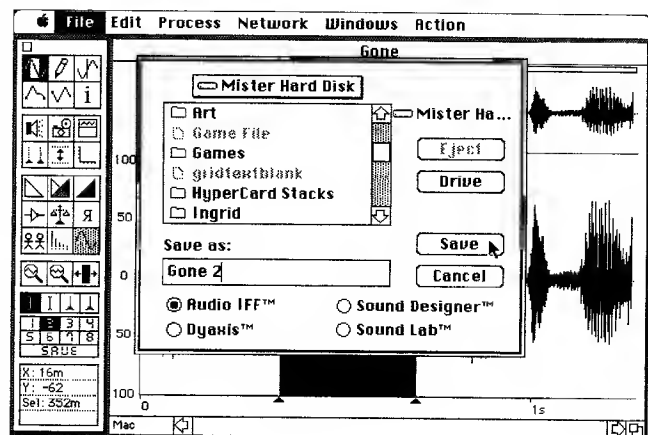 File Edit Process Network Windows Action
Gone
Mister Hard Disk
Art
Game File
Games
gridtextblank
HyperCard Stacks
Ingrid
Mister Ha...
Eject
Drive
Save as:
Gone 2
Save
Cancel
Audio IFF™
Sound Designer™
Dyaxis™
Sound Lab™
i
Я
1 2 3 4
5 6 7 8
SAVE
X: 16m
Y: -62
Sel: 352m
100
50
0
50
100
0
1s
Mac